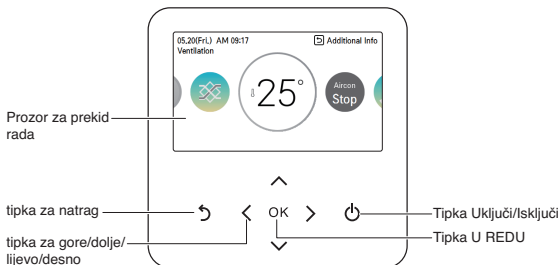 05,20(Fri,) AM 09:17
Additional Info
Ventilation
25°
Aircon
Stop
Prozor za prekid
rada
tipka za natrag
OK
Tipka Uključi/Isključi
Tipka U REDU
tipka za gore/dolje/
lijevo/desno